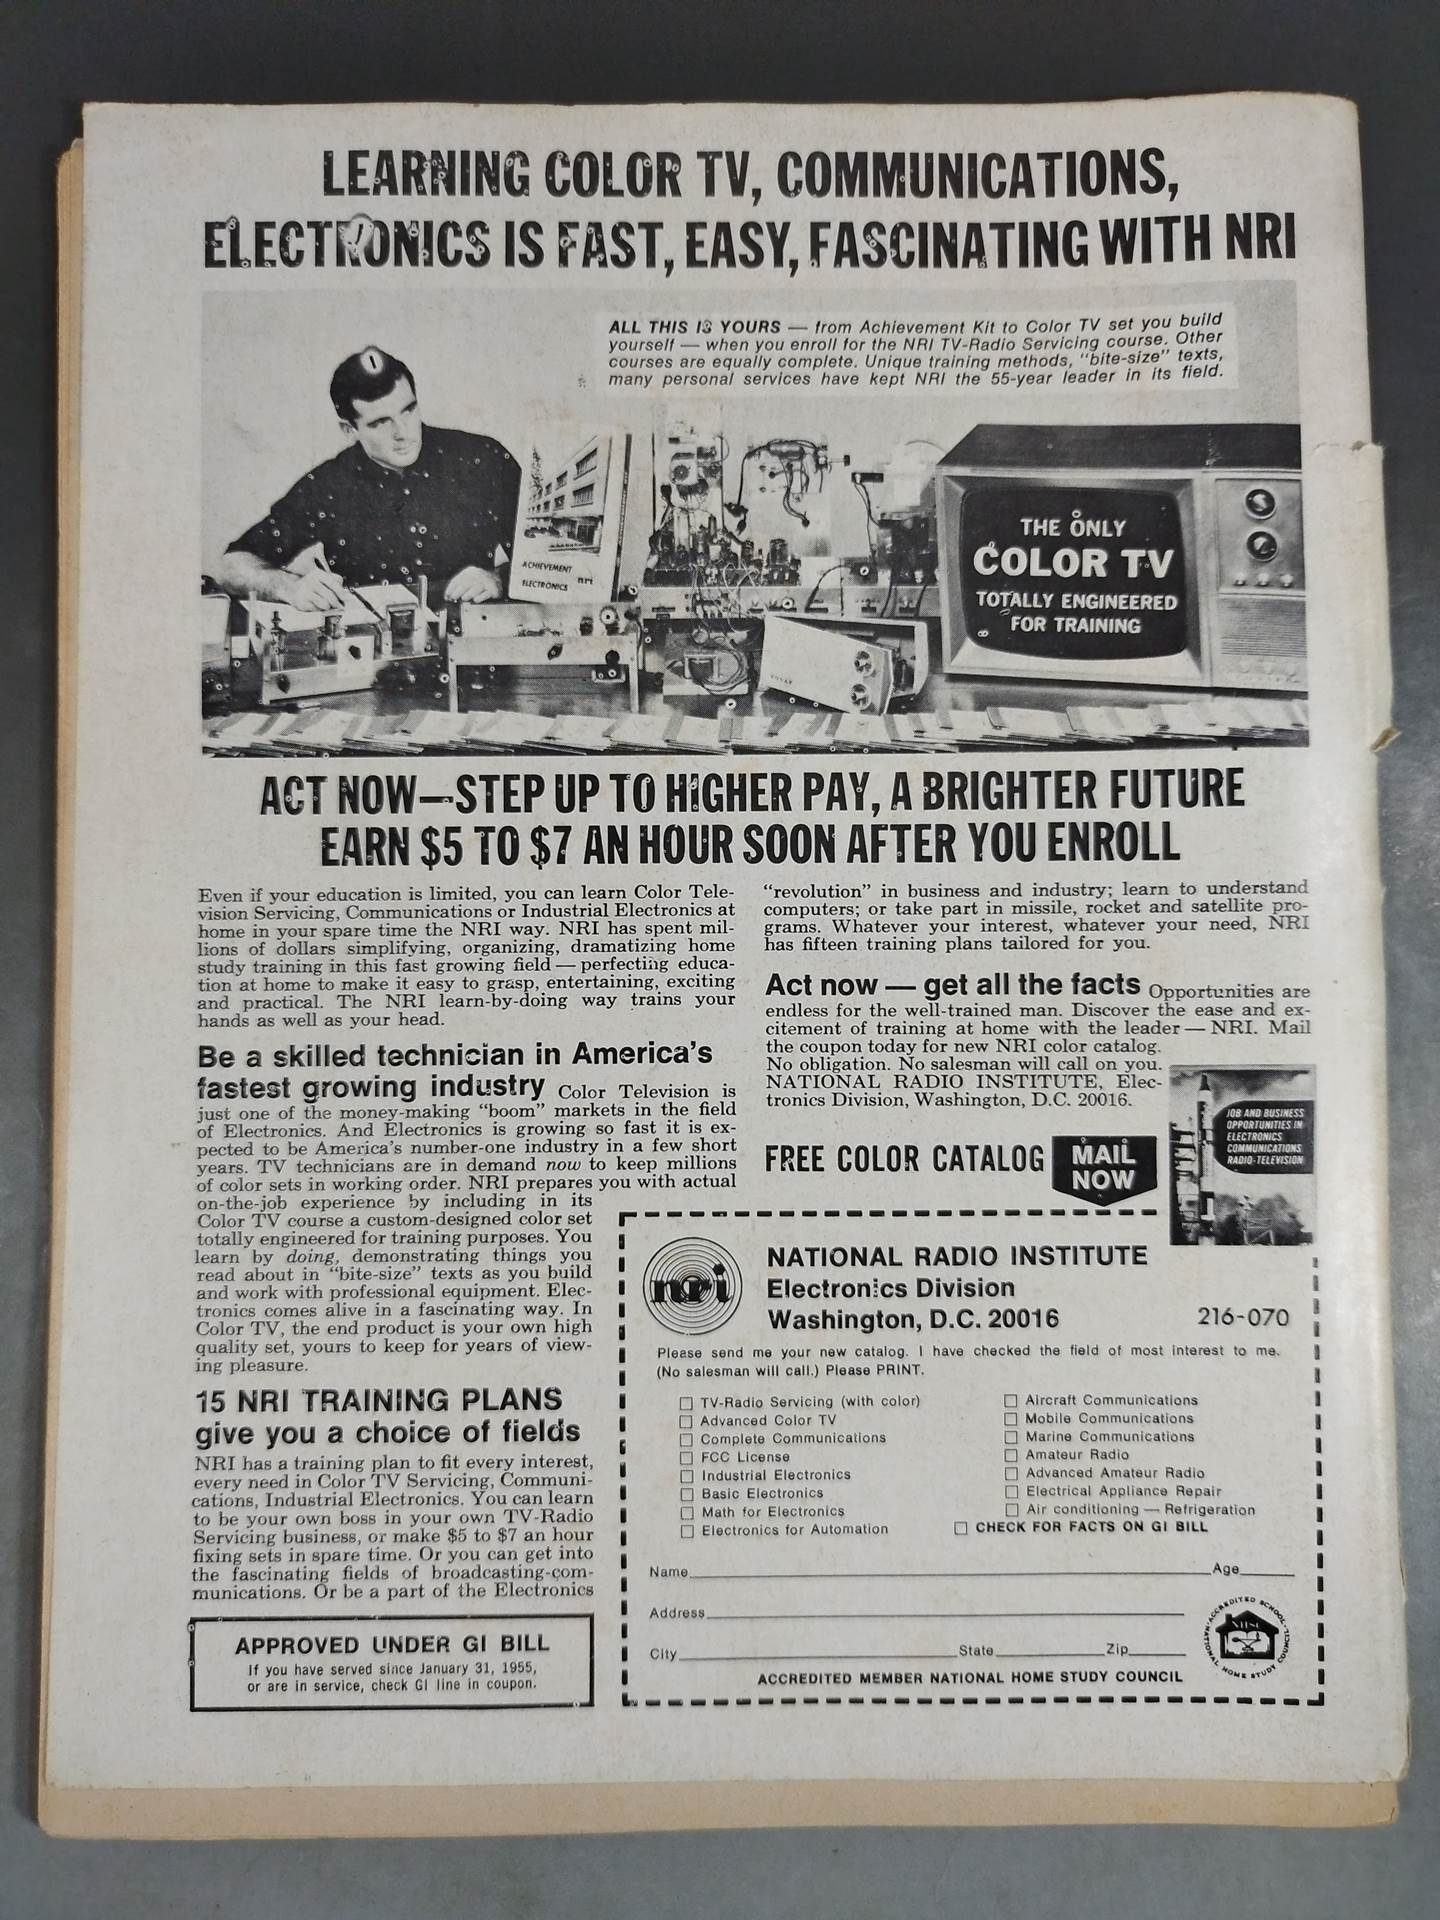 LEARNING COLOR TV, COMMUNICATIONS,
ELECTRONICS IS FAST, EASY, FASCINATING WITH NRI
ALL THIS IS YOURS — from Achievement Kit to Color TV set you build
yourself — when you enroll for the NRI TV-Radio Servicing course. Other
courses are equally complete. Unique training methods, "bite-size" texts,
many personal services have kept NRI the 55-year leader in its field.
ACHIEVEMENT
ELECTRONICS
nri
THE ONLY
COLOR TV
TOTALLY ENGINEERED
FOR TRAINING
ACT NOW—STEP UP TO HIGHER PAY, A BRIGHTER FUTURE
EARN $5 TO $7 AN HOUR SOON AFTER YOU ENROLL
Even if your education is limited, you can learn Color Tele-
vision Servicing, Communications or Industrial Electronics at
home in your spare time the NRI way. NRI has spent mil-
lions of dollars simplifying, organizing, dramatizing home
study training in this fast growing field — perfecting educa-
tion at home to make it easy to grasp, entertaining, exciting
and practical. The NRI learn-by-doing way trains your
hands as well as your head.
Be a skilled technician in America's
fastest growing industry Color Television is
just one of the money-making "boom" markets in the field
of Electronics. And Electronics is growing so fast it is ex-
pected to be America's number-one industry in a few short
years. TV technicians are in demand now to keep millions
of color sets in working order. NRI prepares you with actual
on-the-job experience by including in its
Color TV course a custom-designed color set
totally engineered for training purposes. You
learn by doing, demonstrating things you
read about in "bite-size" texts as you build
and work with professional equipment. Elec-
tronics comes alive in a fascinating way. In
Color TV, the end product is your own high
quality set, yours to keep for years of view-
ing pleasure.
15 NRI TRAINING PLANS
give you a choice of fields
NRI has a training plan to fit every interest,
every need in Color TV Servicing, Communi-
cations, Industrial Electronics. You can learn
to be your own boss in your own TV-Radio
Servicing business, or make $5 to $7 an hour
fixing sets in spare time. Or you can get into
the fascinating fields of broadcasting-com-
munications. Or be a part of the Electronics
APPROVED UNDER GI BILL
If you have served since January 31, 1955,
or are in service, check GI line in coupon.
"revolution" in business and industry; learn to understand
computers; or take part in missile, rocket and satellite pro-
grams. Whatever your interest, whatever your need, NRI
has fifteen training plans tailored for you.
Act now — get all the facts Opportunities are
endless for the well-trained man. Discover the ease and ex-
citement of training at home with the leader — NRI. Mail
the coupon today for new NRI color catalog.
No obligation. No salesman will call on you.
NATIONAL RADIO INSTITUTE, Elec-
tronics Division, Washington, D.C. 20016.
JOB AND BUSINESS
OPPORTUNITIES IN
ELECTRONICS
COMMUNICATIONS
RADIO-TELEVISION
FREE COLOR CATALOG
MAIL
NOW
nri
NATIONAL RADIO INSTITUTE
Electronics Division
Washington, D.C. 20016 216-070
Please send me your new catalog. I have checked the field of most interest to me.
(No salesman will call.) Please PRINT.
☐ TV-Radio Servicing (with color)
☐ Advanced Color TV
☐ Complete Communications
☐ FCC License
☐ Industrial Electronics
☐ Basic Electronics
☐ Math for Electronics
☐ Electronics for Automation
☐ Aircraft Communications
☐ Mobile Communications
☐ Marine Communications
☐ Amateur Radio
☐ Advanced Amateur Radio
☐ Electrical Appliance Repair
☐ Air conditioning — Refrigeration
☐ CHECK FOR FACTS ON GI BILL
Name Age
Address
City State Zip
ACCREDITED SCHOOL
NATIONAL HOME STUDY COUNCIL
NHSC
ACCREDITED MEMBER NATIONAL HOME STUDY COUNCIL